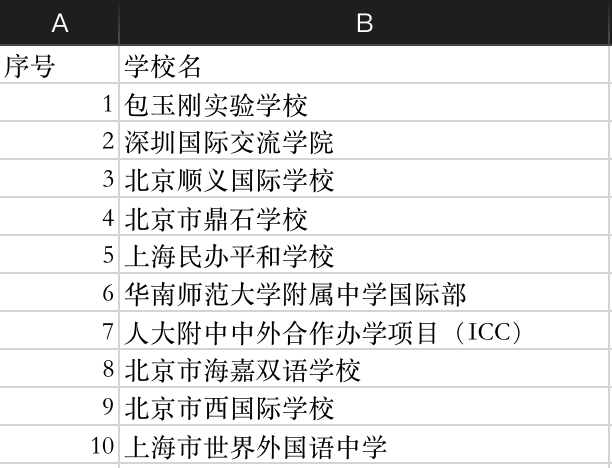 A B
序号 学校名
1 包玉刚实验学校
2 深圳国际交流学院
3 北京顺义国际学校
4 北京市鼎石学校
5 上海民办平和学校
6 华南师范大学附属中学国际部
7 人大附中中外合作办学项目（ICC）
8 北京市海嘉双语学校
9 北京市西国际学校
10 上海市世界外国语中学